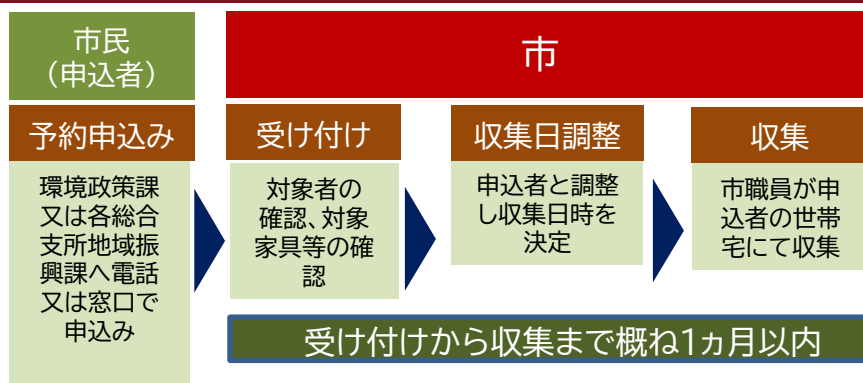 市民
（申込者）
市
予約申込み
環境政策課
又は各総合
支所地域振
興課へ電話
又は窓口で
申込み
受け付け
対象者の
確認、対象
家具等の確
認
収集日調整
申込者と調整
し収集日時を
決定
収集
市職員が申
込者の世帯
宅にて収集
受け付けから収集まで概ね1ヵ月以内